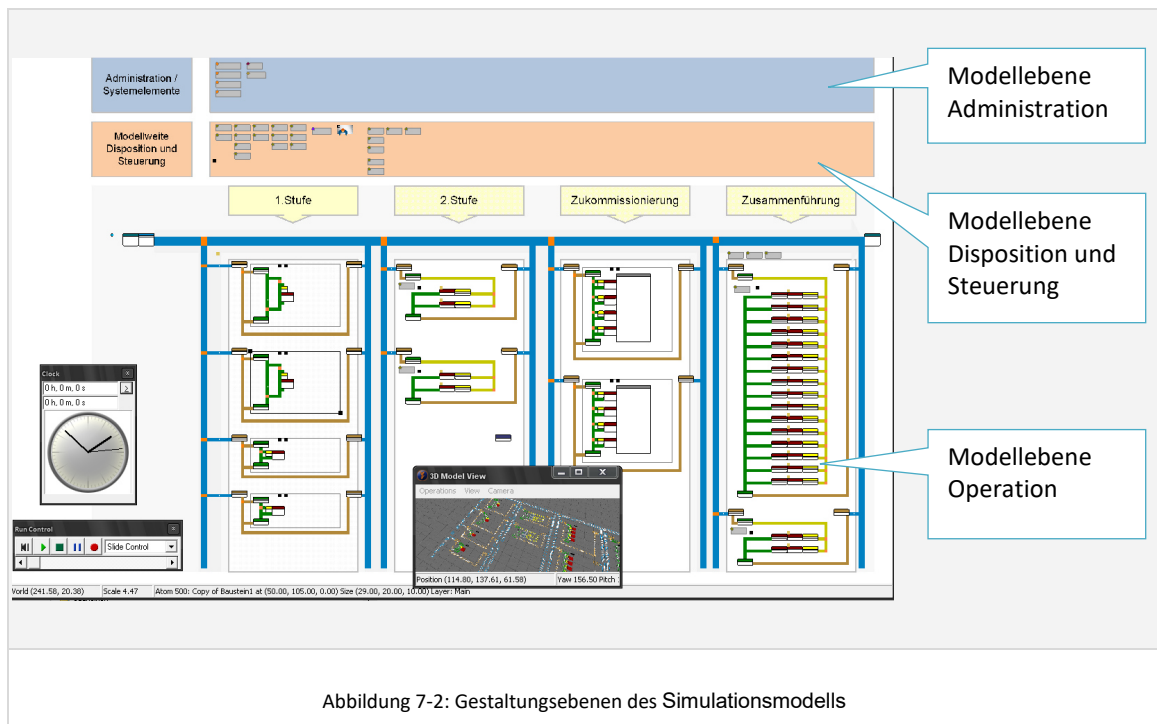 Administration /
Systemelemente
Modellebene
Administration
Modellweite
Disposition und
Steuerung
Modellebene
Disposition und
Steuerung
1.Stufe
2.Stufe
Zukommissionierung
Zusammenführung
Clock
0 h, 0 m, 0 s
0 h, 0 m, 0 s
Modellebene
Operation
3D Model View
Operations View Camera
Position (114.80, 137.61, 61.58) Yaw 156.50 Pitch
Run Control
Slide Control
World (241.58, 20.38) Scale 4.47 Atom 500: Copy of Baustein1 at (50.00, 105.00, 0.00) Size (29.00, 20.00, 10.00) Layer: Main
Abbildung 7-2: Gestaltungsebenen des Simulationsmodells